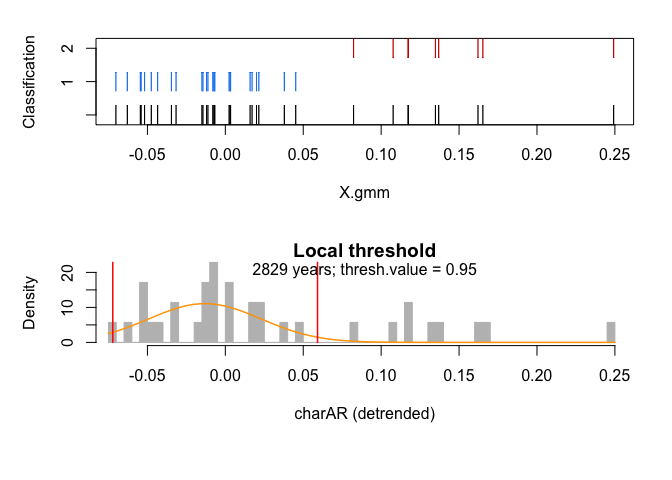 Classification
2
1
-0.05 0.00 0.05 0.10 0.15 0.20 0.25
X.gmm
Local threshold
2829 years; thresh.value = 0.95
Density
20
10
0
-0.05 0.00 0.05 0.10 0.15 0.20 0.25
charAR (detrended)